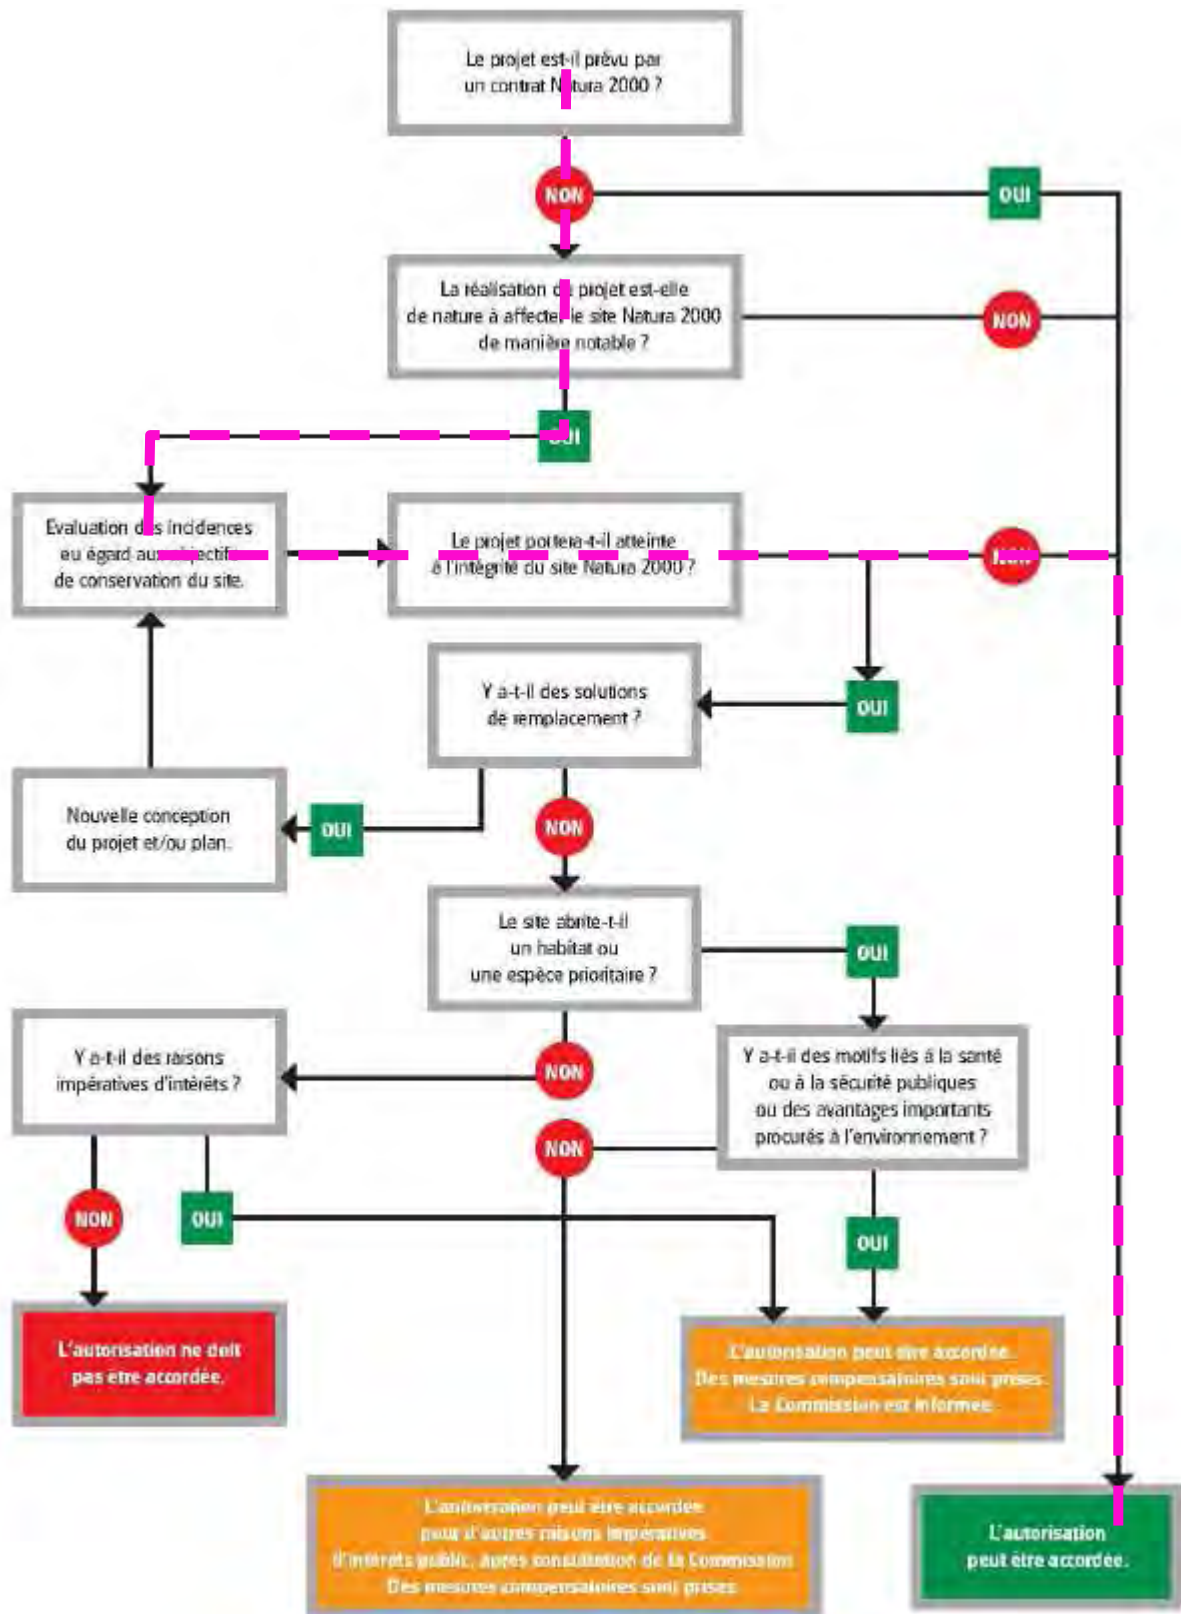 Le projet est-il prévu par
un contrat Natura 2000 ?
NON
OUI
La réalisation du projet est-elle
de nature à affecter le site Natura 2000
de manière notable ?
NON
OUI
Evaluation des incidences
eu égard aux objectifs
de conservation du site.
Le projet portera-t-il atteinte
à l'intégrité du site Natura 2000 ?
NON
Y a-t-il des solutions
de remplacement ?
OUI
Nouvelle conception
du projet et/ou plan.
OUI
NON
Le site abrite-t-il
un habitat ou
une espèce prioritaire ?
OUI
Y a-t-il des raisons
impératives d'intérêts ?
NON
Y a-t-il des motifs liés à la santé
ou à la sécurité publiques
ou des avantages importants
procurés à l'environnement ?
NON
NON
OUI
OUI
L'autorisation ne doit
pas être accordée.
L'autorisation peut être accordée.
Des mesures compensatoires sont prises.
La Commission est informée.
L'autorisation peut être accordée
pour d'autres raisons impératives
d'intérêts public, après consultation de la Commission.
Des mesures compensatoires sont prises.
L'autorisation
peut être accordée.